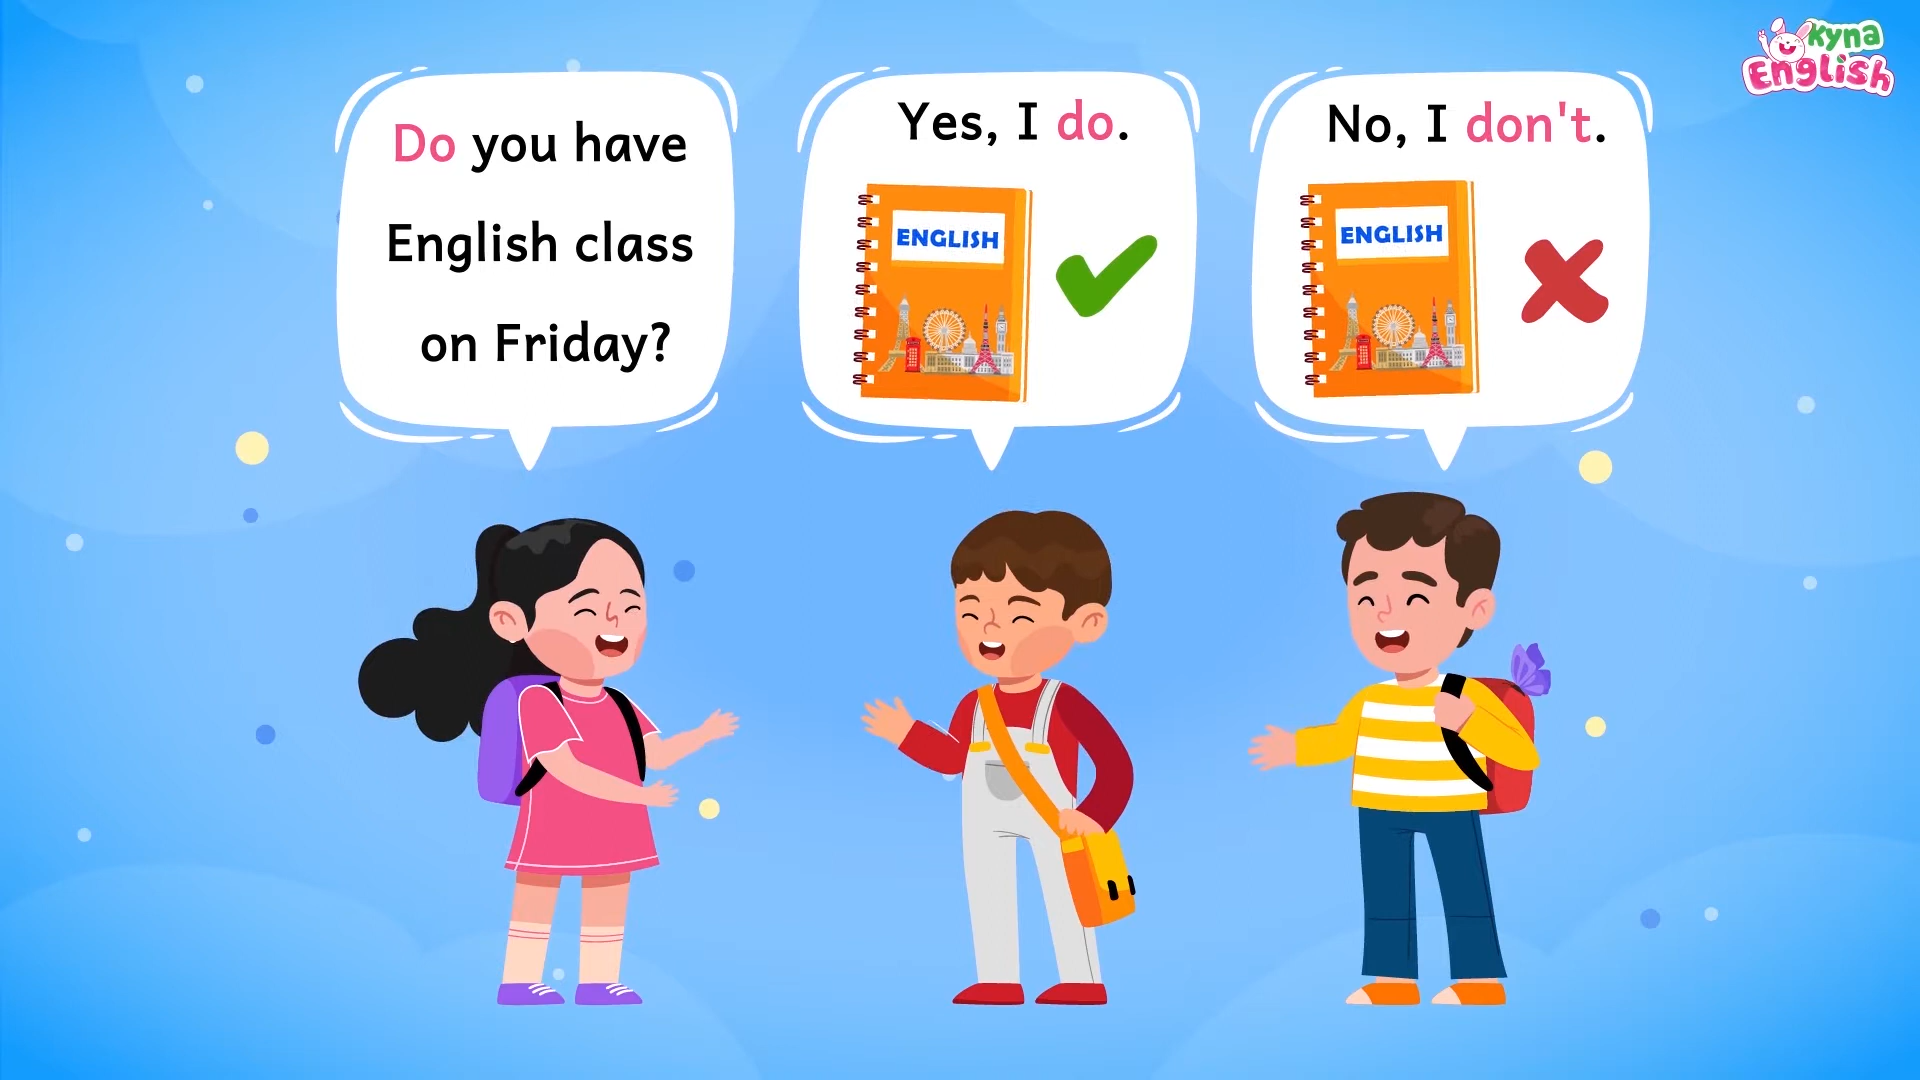 Do you have
English class
on Friday?
Yes, I do.
ENGLISH
No, I don't.
ENGLISH
Kyna
English